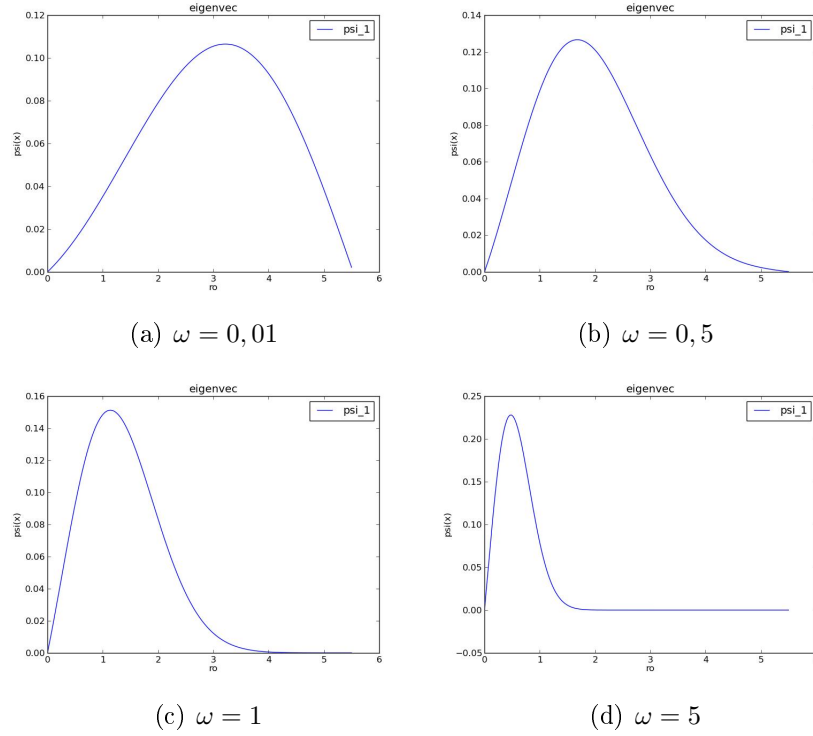 eigenvec
psi_1
0.12
0.10
0.08
0.06
0.04
0.02
0.00
psi(x)
0 1 2 3 4 5 6
ro
(a) ω = 0, 01
eigenvec
psi_1
0.14
0.12
0.10
0.08
0.06
0.04
0.02
0.00
psi(x)
0 1 2 3 4 5
ro
(b) ω = 0, 5
eigenvec
psi_1
0.16
0.14
0.12
0.10
0.08
0.06
0.04
0.02
0.00
psi(x)
0 1 2 3 4 5 6
ro
(c) ω = 1
eigenvec
psi_1
0.25
0.20
0.15
0.10
0.05
0.00
−0.05
psi(x)
0 1 2 3 4 5
ro
(d) ω = 5